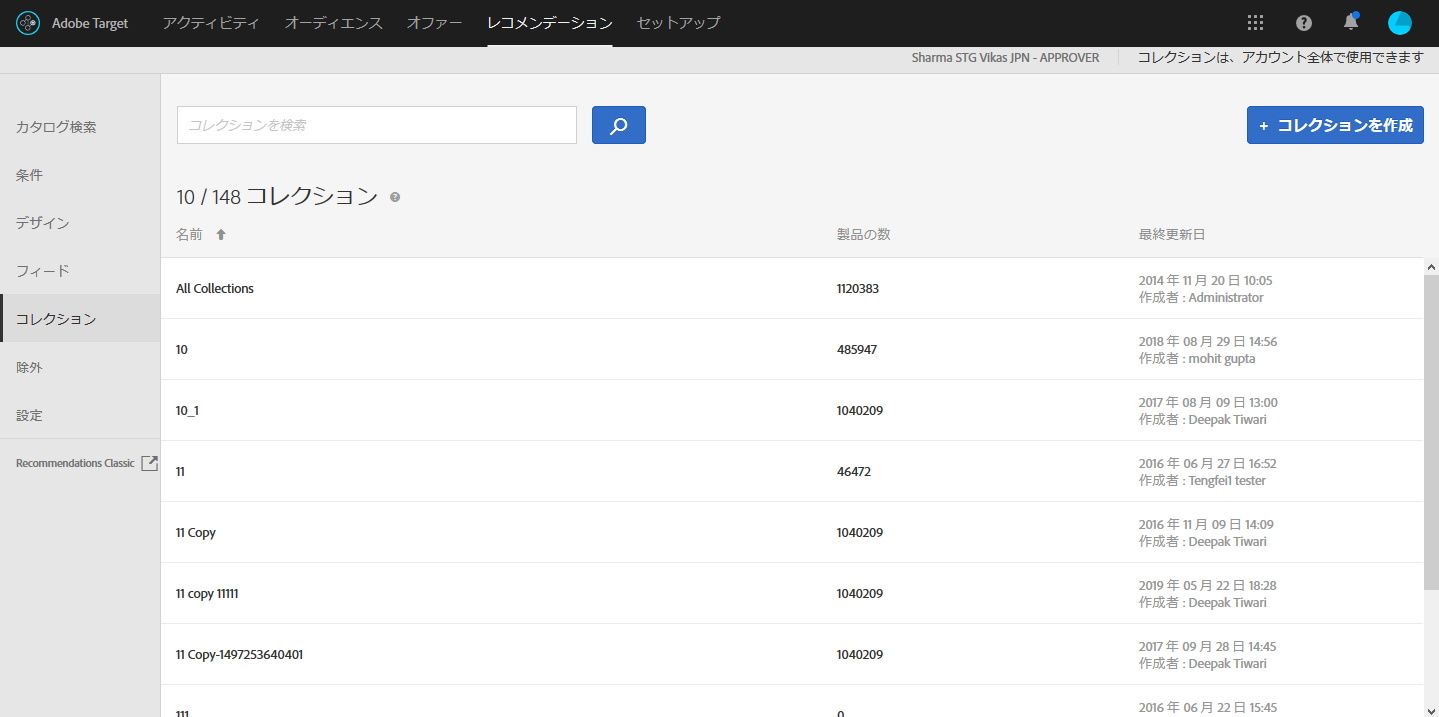 Adobe Target アクティビティ オーディエンス オファー レコメンデーション セットアップ
Sharma STG Vikas JPN - APPROVER コレクションは、アカウント全体で使用できます
カタログ検索
条件
デザイン
フィード
コレクション
除外
設定
Recommendations Classic
コレクションを検索
+ コレクションを作成
10 / 148 コレクション
名前 製品の数 最終更新日
All Collections 1120383 2014 年 11 月 20 日 10:05
作成者 : Administrator
10 485947 2018 年 08 月 29 日 14:56
作成者 : mohit gupta
10_1 1040209 2017 年 08 月 09 日 13:00
作成者 : Deepak Tiwari
11 46472 2016 年 06 月 27 日 16:52
作成者 : Tengfei1 tester
11 Copy 1040209 2016 年 11 月 09 日 14:09
作成者 : Deepak Tiwari
11 copy 11111 1040209 2019 年 05 月 22 日 18:28
作成者 : Deepak Tiwari
11 Copy-1497253640401 1040209 2017 年 09 月 28 日 14:45
作成者 : Deepak Tiwari
111 0 2016 年 06 月 22 日 15:45